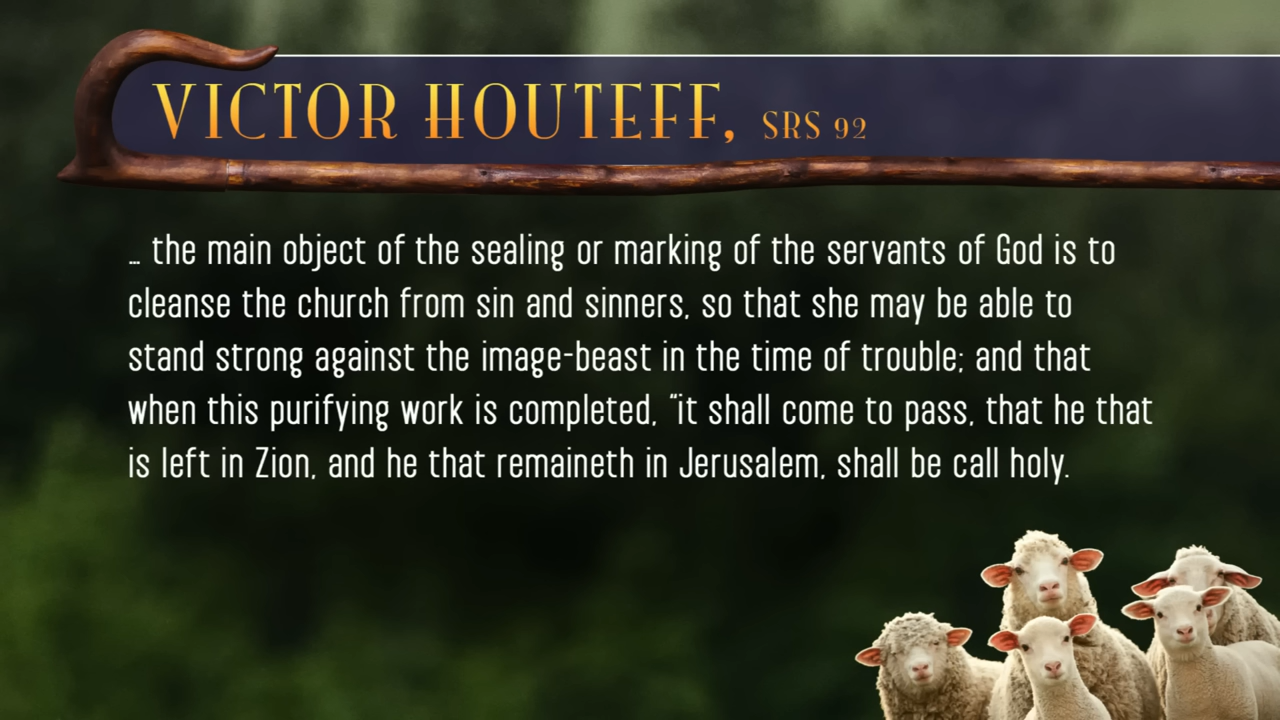 VICTOR HOUTEFF, SRS 92
… the main object of the sealing or marking of the servants of God is to
cleanse the church from sin and sinners, so that she may be able to
stand strong against the image-beast in the time of trouble; and that
when this purifying work is completed, “it shall come to pass, that he that
is left in Zion, and he that remaineth in Jerusalem, shall be call holy.